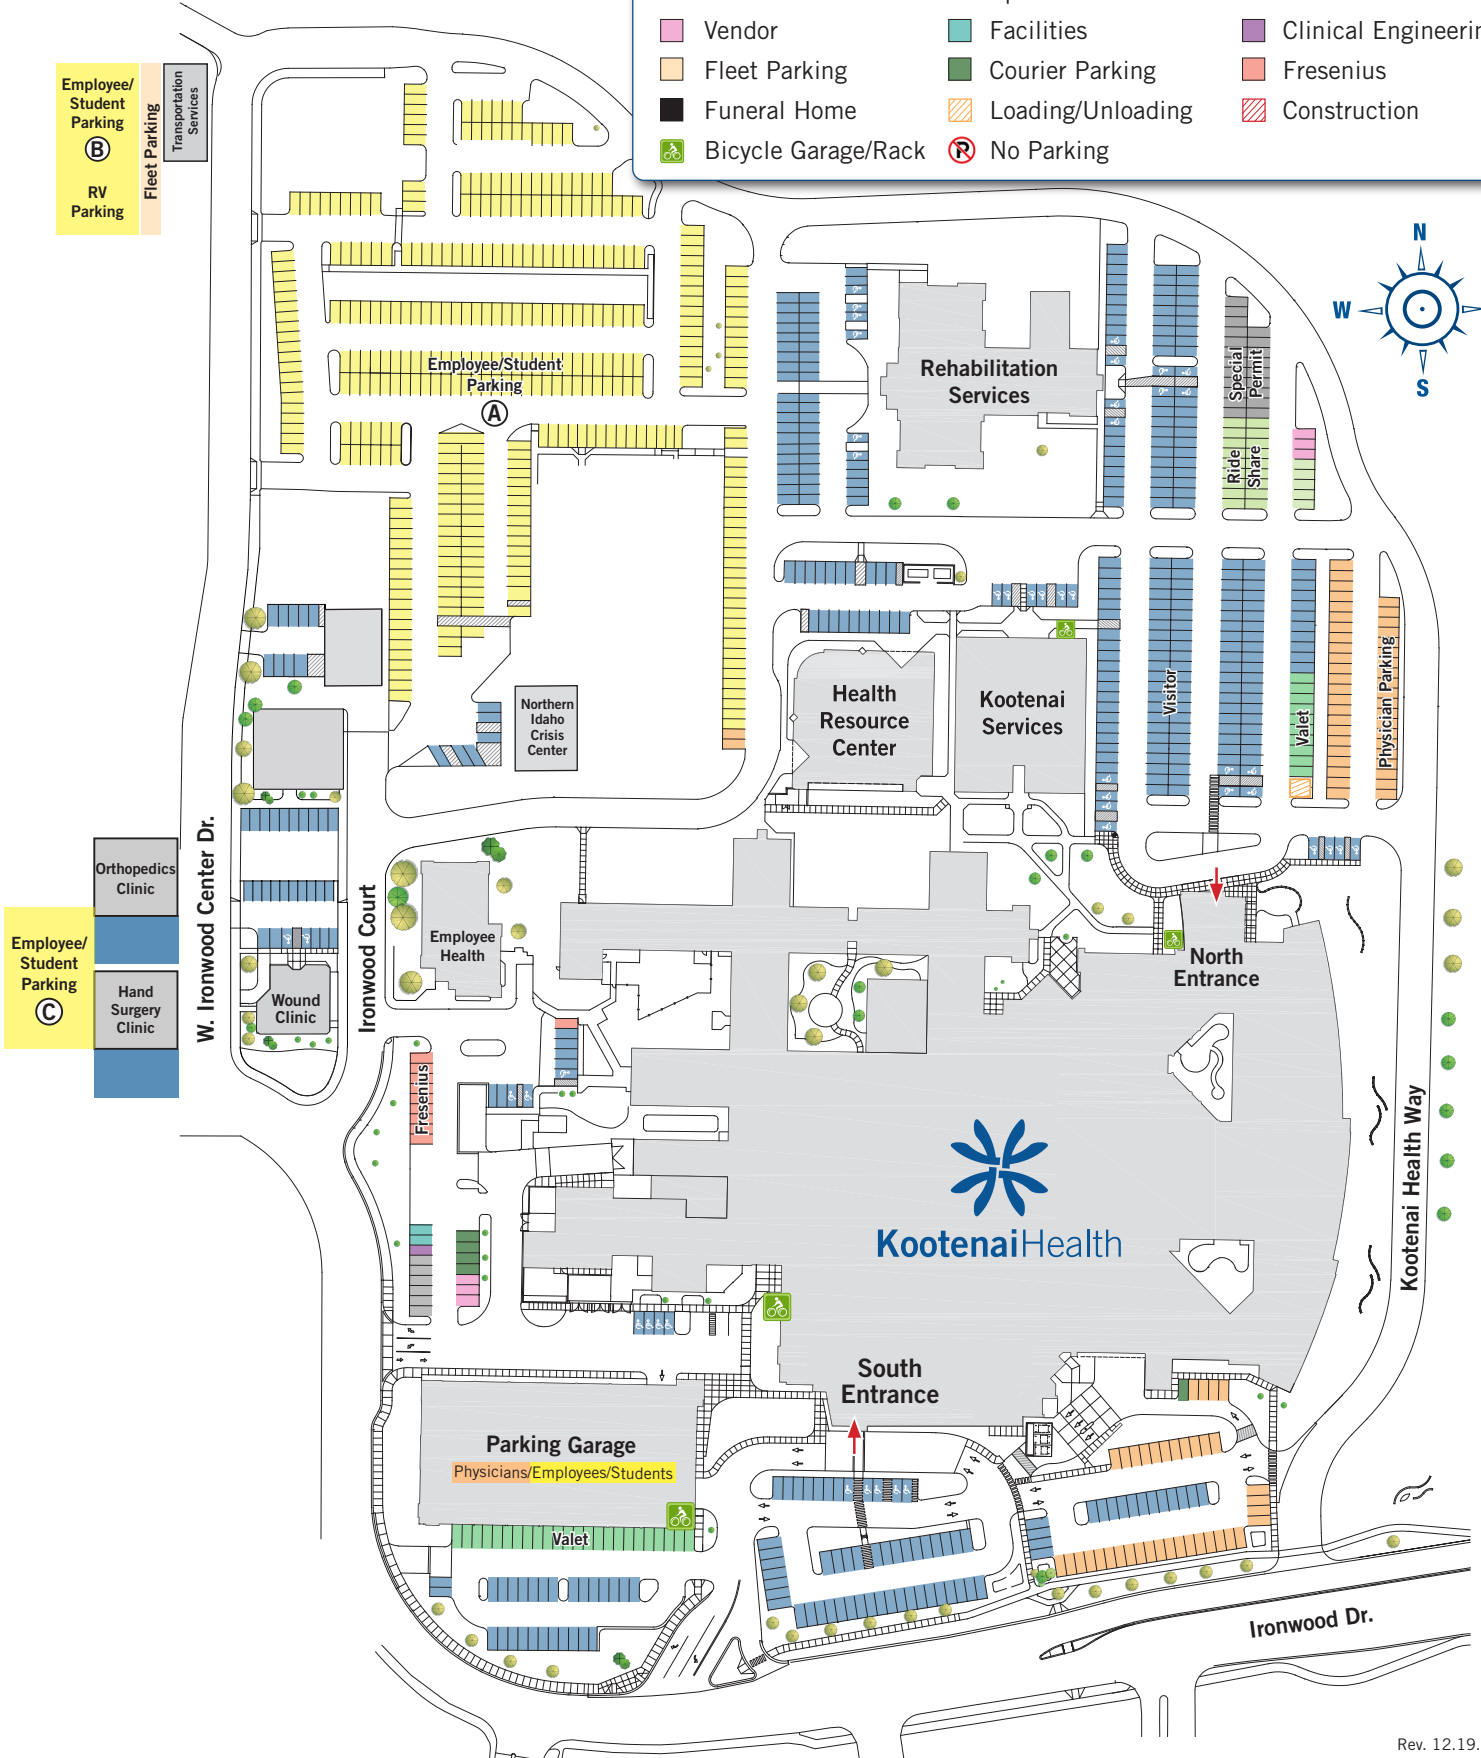 Vendor
Facilities
Clinical
Fleet Parking
Courier Parking
Fresenius
Funeral Home
Loading/Unloading
Construction
Bicycle Garage/Rack
No Parking
Employee/
Student
Parking
B
RV
Parking
Fleet Parking
Transportation
Services
N
W
S
Employee/Student
Parking
A
Rehabilitation
Services
Special
Permit
Ride
Share
Northern
Idaho
Crisis
Center
Health
Resource
Center
Kootenai
Services
Visitor
Valet
Physician Parking
Orthopedics
Clinic
Employee/
Student
Parking
C
Hand
Surgery
Clinic
W. Ironwood Center Dr.
Wound
Clinic
Ironwood Court
Employee
Health
North
Entrance
Fresenius
KootenaiHealth
Kootenai Health Way
South
Entrance
Parking Garage
Physicians/Employees/Students
Valet
Ironwood Dr.
Rev. 12.19.